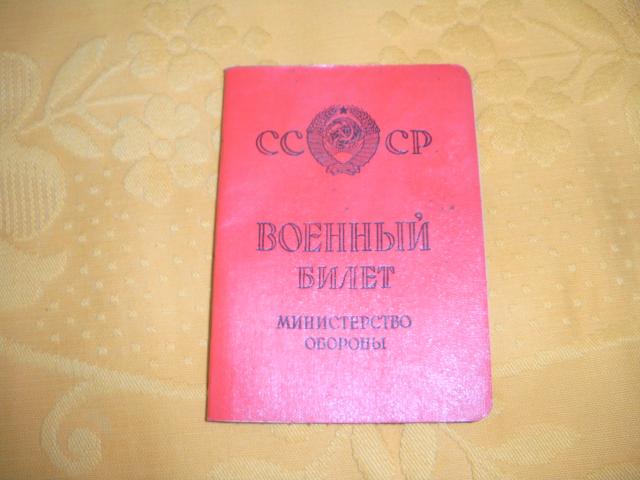 СССР
ВОЕННЫЙ
БИЛЕТ
МИНИСТЕРСТВО
ОБОРОНЫ